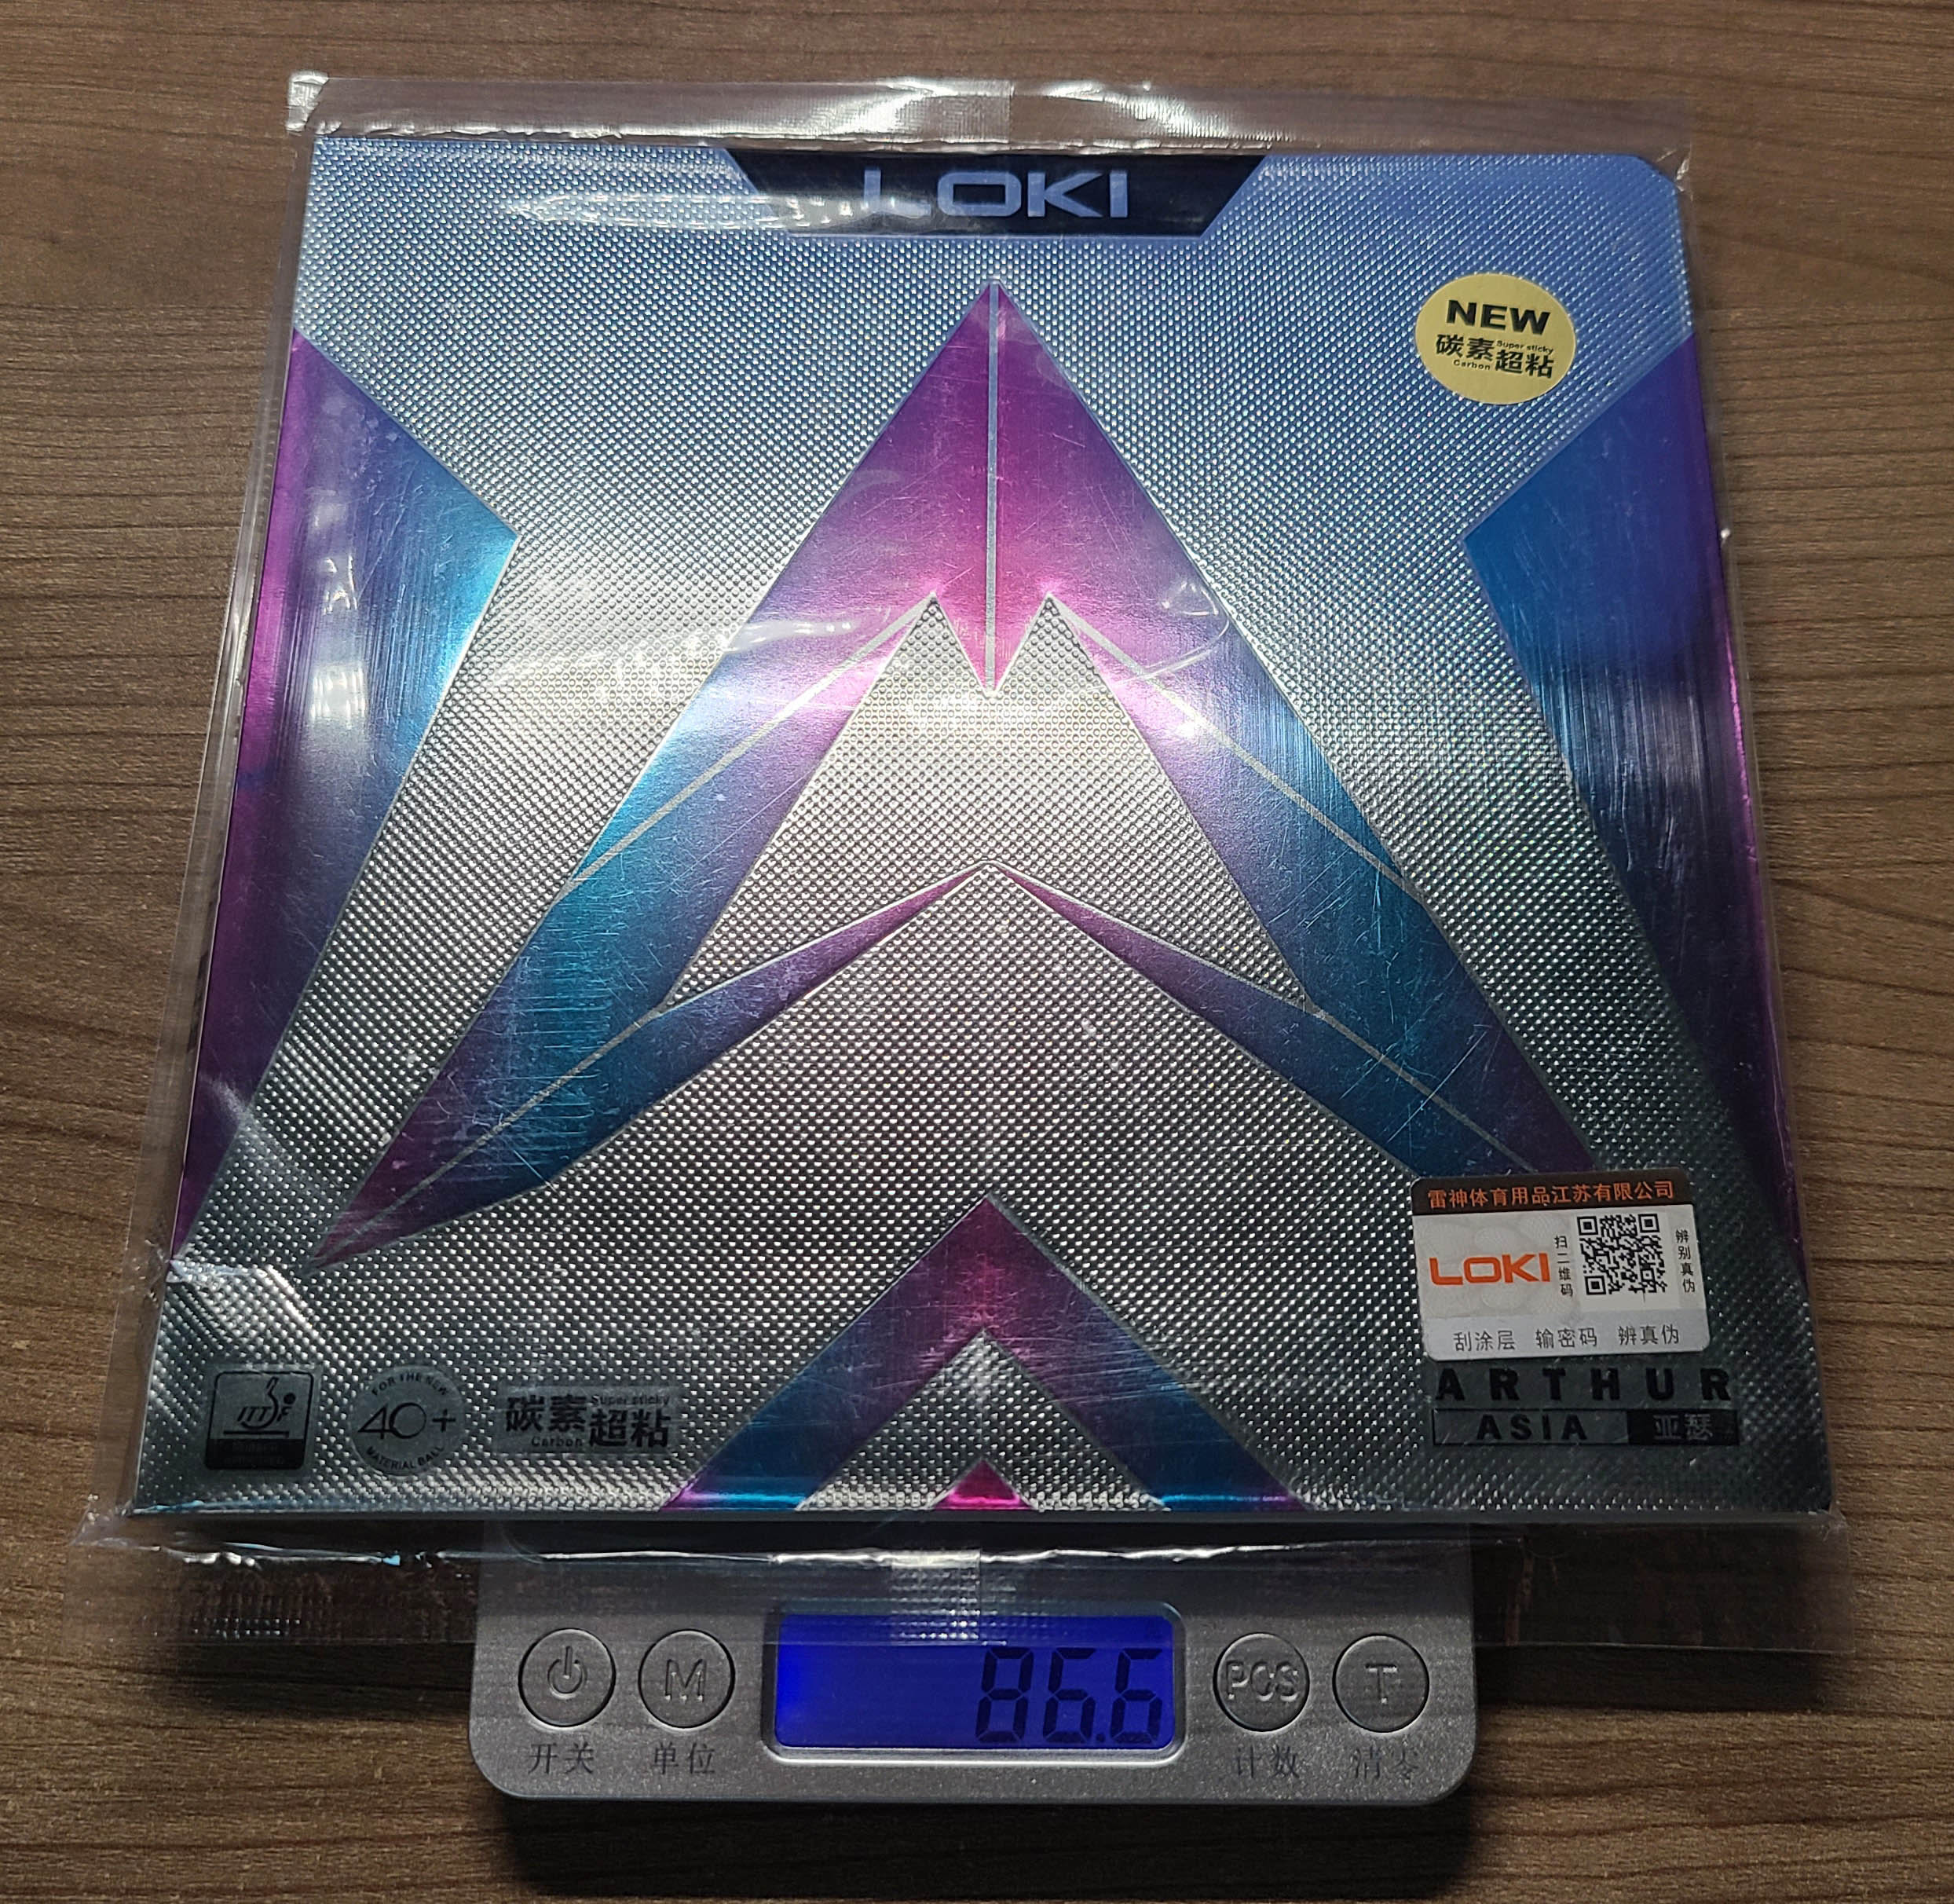 LOKI
NEW
碳素 Super sticky
Carbon 超粘
雷神体育用品江苏有限公司
LOKI
扫二维码
辨别真伪
刮涂层 输密码 辨真伪
ITTF
FOR THE NEW
40+
MATERIAL BALL
碳素 Super sticky
Carbon 超粘
ARTHUR
ASIA 亚瑟
86.6
M
PCS
T
开关
单位
计数
清零